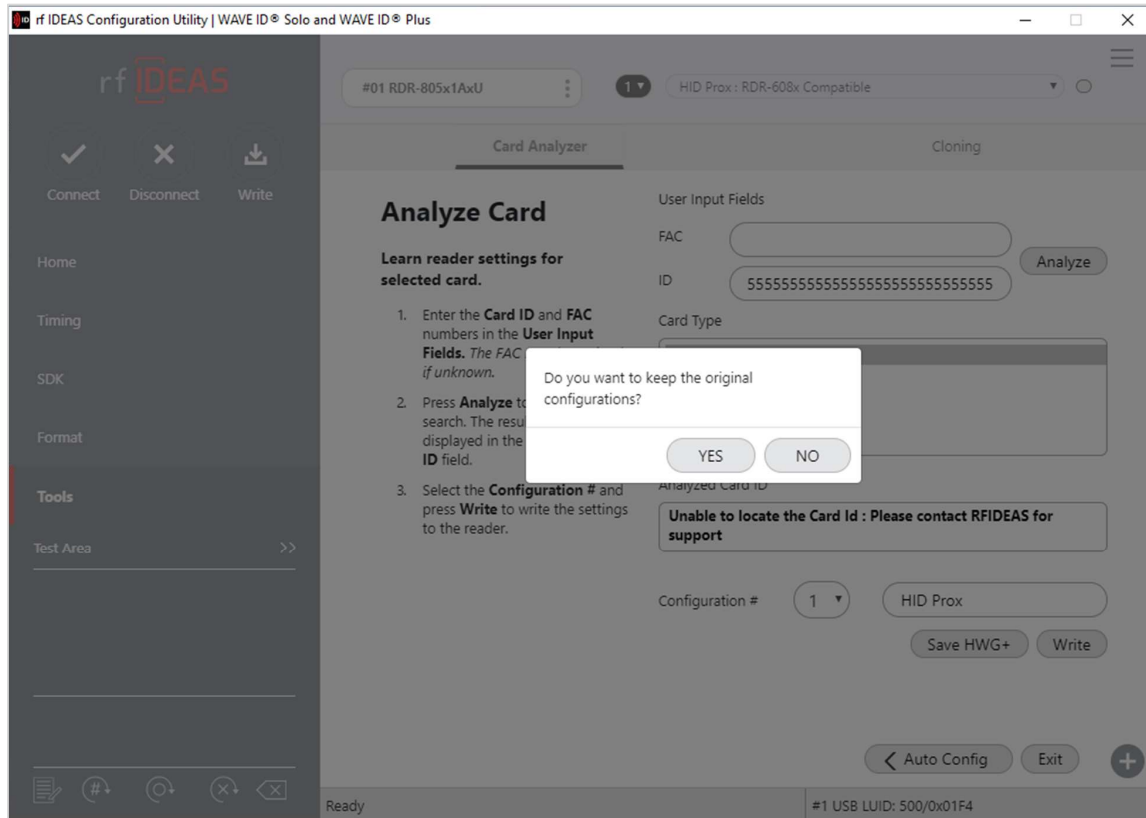 rf IDEAS Configuration Utility | WAVE ID® Solo and WAVE ID® Plus
rf IDEAS
#01 RDR-805x1AxU
1
HID Prox : RDR-608x Compatible
Connect Disconnect Write
Card Analyzer
Cloning
Home
Timing
SDK
Format
Tools
Test Area >>
Analyze Card
Learn reader settings for
selected card.
1. Enter the Card ID and FAC
numbers in the User Input
Fields. The FAC
if unknown.
2. Press Analyze to
search. The resu
displayed in the
ID field.
3. Select the Configuration # and
press Write to write the settings
to the reader.
User Input Fields
FAC
Analyze
ID 5555555555555555555555555555
Card Type
Do you want to keep the original
configurations?
YES NO
Analyzed Card ID
Unable to locate the Card Id : Please contact RFIDEAS for
support
Configuration # 1 HID Prox
Save HWG+ Write
Auto Config Exit
Ready
#1 USB LUID: 500/0x01F4